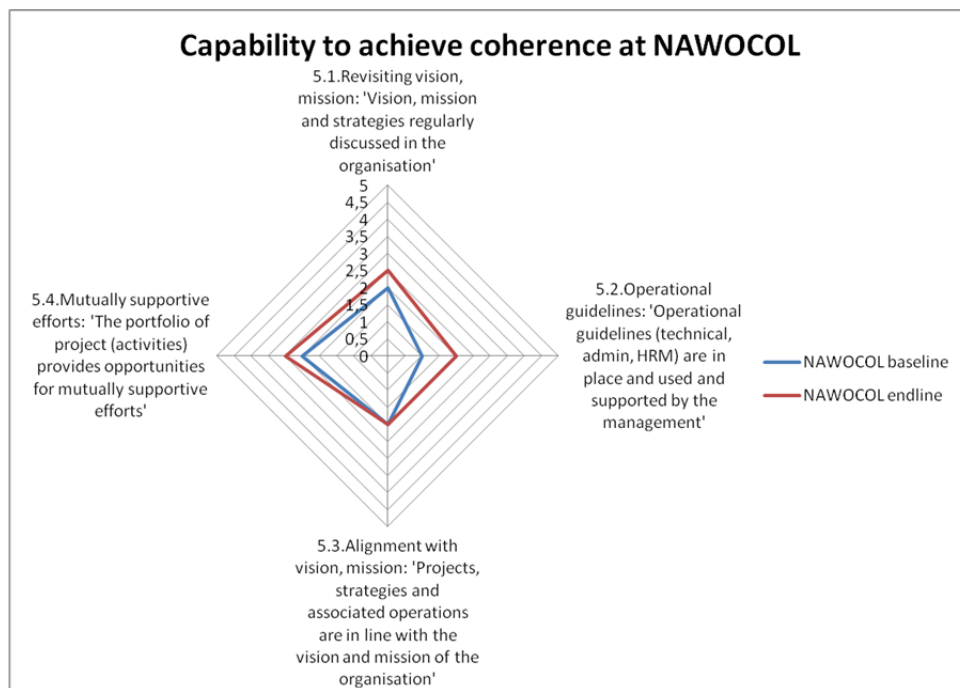 Capability to achieve coherence at NAWOCOL
5.1.Revisiting vision,
mission: 'Vision, mission
and strategies regularly
discussed in the
organisation'
5
4,5
4
3,5
3
2,5
2
1,5
1
0,5
0
5.2.Operational
guidelines: 'Operational
guidelines (technical,
admin, HRM) are in
place and used and
supported by the
management'
5.3.Alignment with
vision, mission: 'Projects,
strategies and
associated operations
are in line with the
vision and mission of the
organisation'
5.4.Mutually supportive
efforts: 'The portfolio of
project (activities)
provides opportunities
for mutually supportive
efforts'
NAWOCOL baseline
NAWOCOL endline